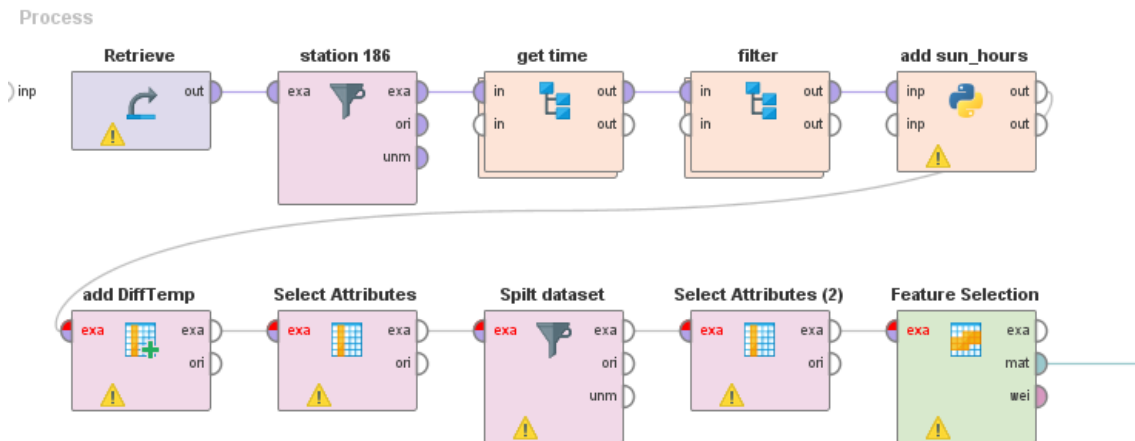 Process
Retrieve station 186 get time filter add sun_hours
inp out exa exa in out in out inp out
ori in out in out inp out
unm
add DiffTemp Select Attributes Spilt dataset Select Attributes (2) Feature Selection
exa exa exa exa exa exa exa exa exa exa
ori ori ori ori mat
unm wei